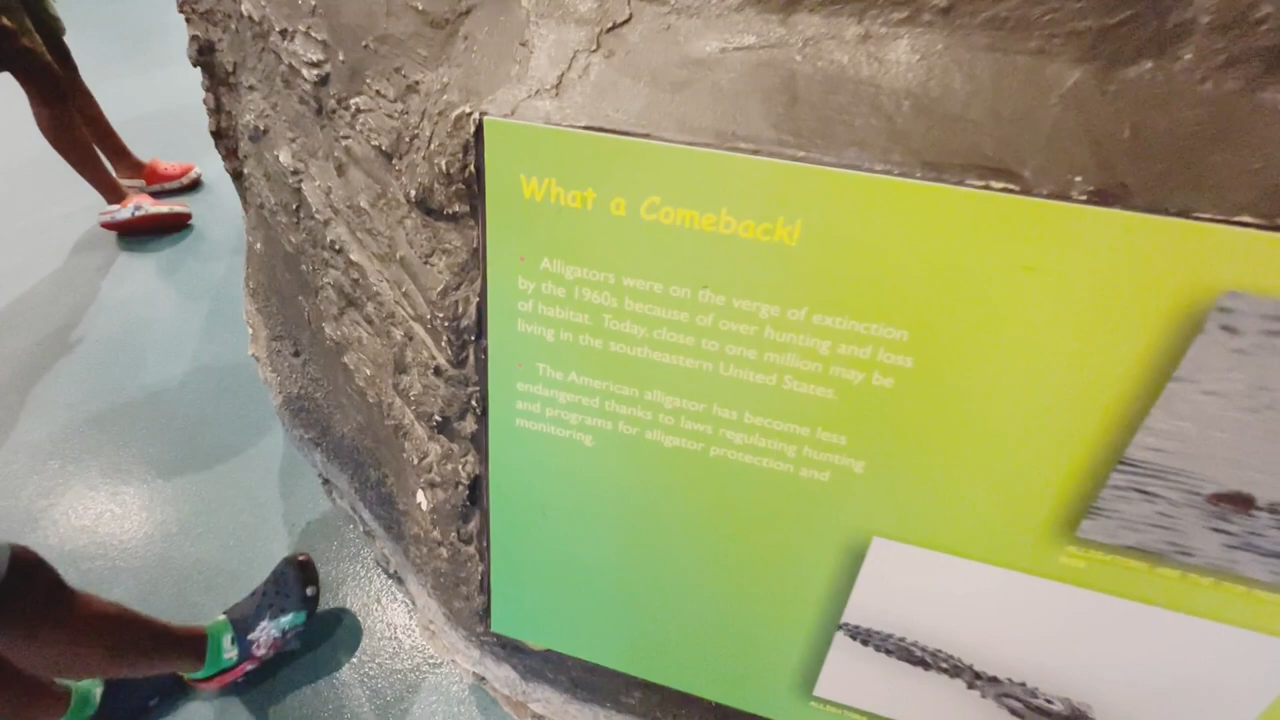 What a Comeback!
• Alligators were on the verge of extinction
by the 1960s because of over hunting and loss
of habitat. Today, close to one million may be
living in the southeastern United States.
• The American alligator has become less
endangered thanks to laws regulating hunting
and programs for alligator protection and
monitoring.